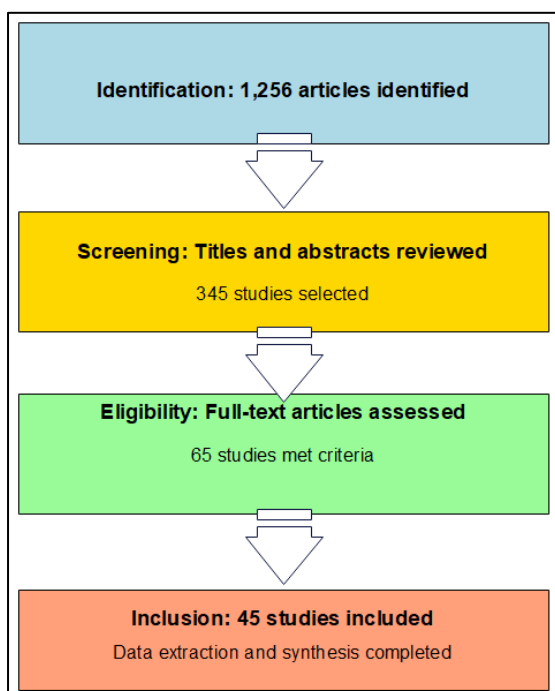 Identification: 1,256 articles identified
Screening: Titles and abstracts reviewed
345 studies selected
Eligibility: Full-text articles assessed
65 studies met criteria
Inclusion: 45 studies included
Data extraction and synthesis completed